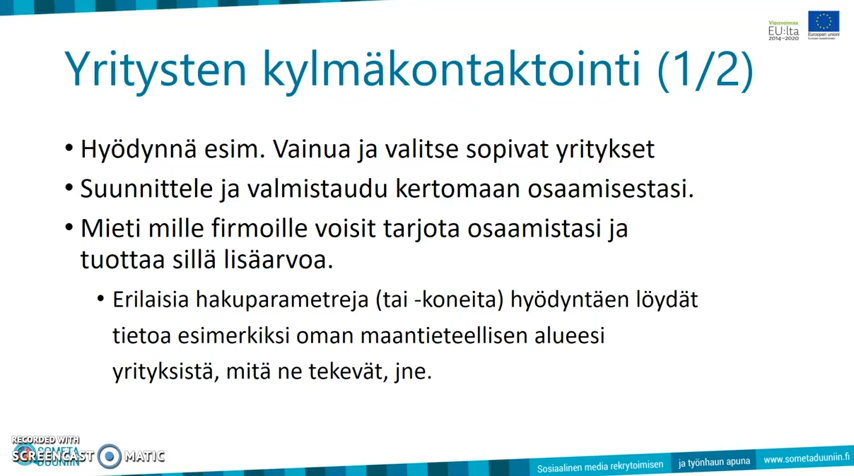 Vipuvoimaa
EU:lta
2014–2020
Euroopan unioni
Yritysten kylmäkontaktointi (1/2)
• Hyödynnä esim. Vainua ja valitse sopivat yritykset
• Suunnittele ja valmistaudu kertomaan osaamisestasi.
• Mieti mille firmoille voisit tarjota osaamistasi ja
tuottaa sillä lisäarvoa.
• Erilaisia hakuparametreja (tai -koneita) hyödyntäen löydät
tietoa esimerkiksi oman maantieteellisen alueesi
yrityksistä, mitä ne tekevät, jne.
RECORDED WITH
SCREENCAST MATIC
SOMETA
DUUNIIN
Sosiaalinen media rekrytoimisen ja työnhaun apuna www.sometaduuniin.fi